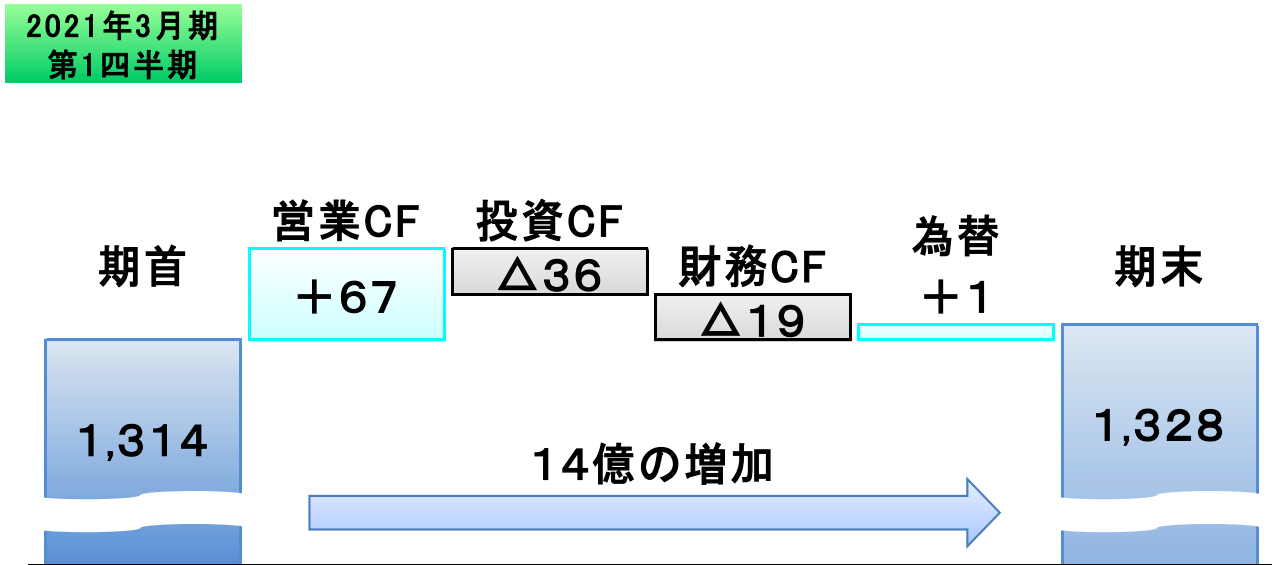 2021年3月期
第1四半期
営業CF
投資CF
為替
期首
財務CF
期末
＋67
△36
＋1
△19
1,314
1,328
14億の増加